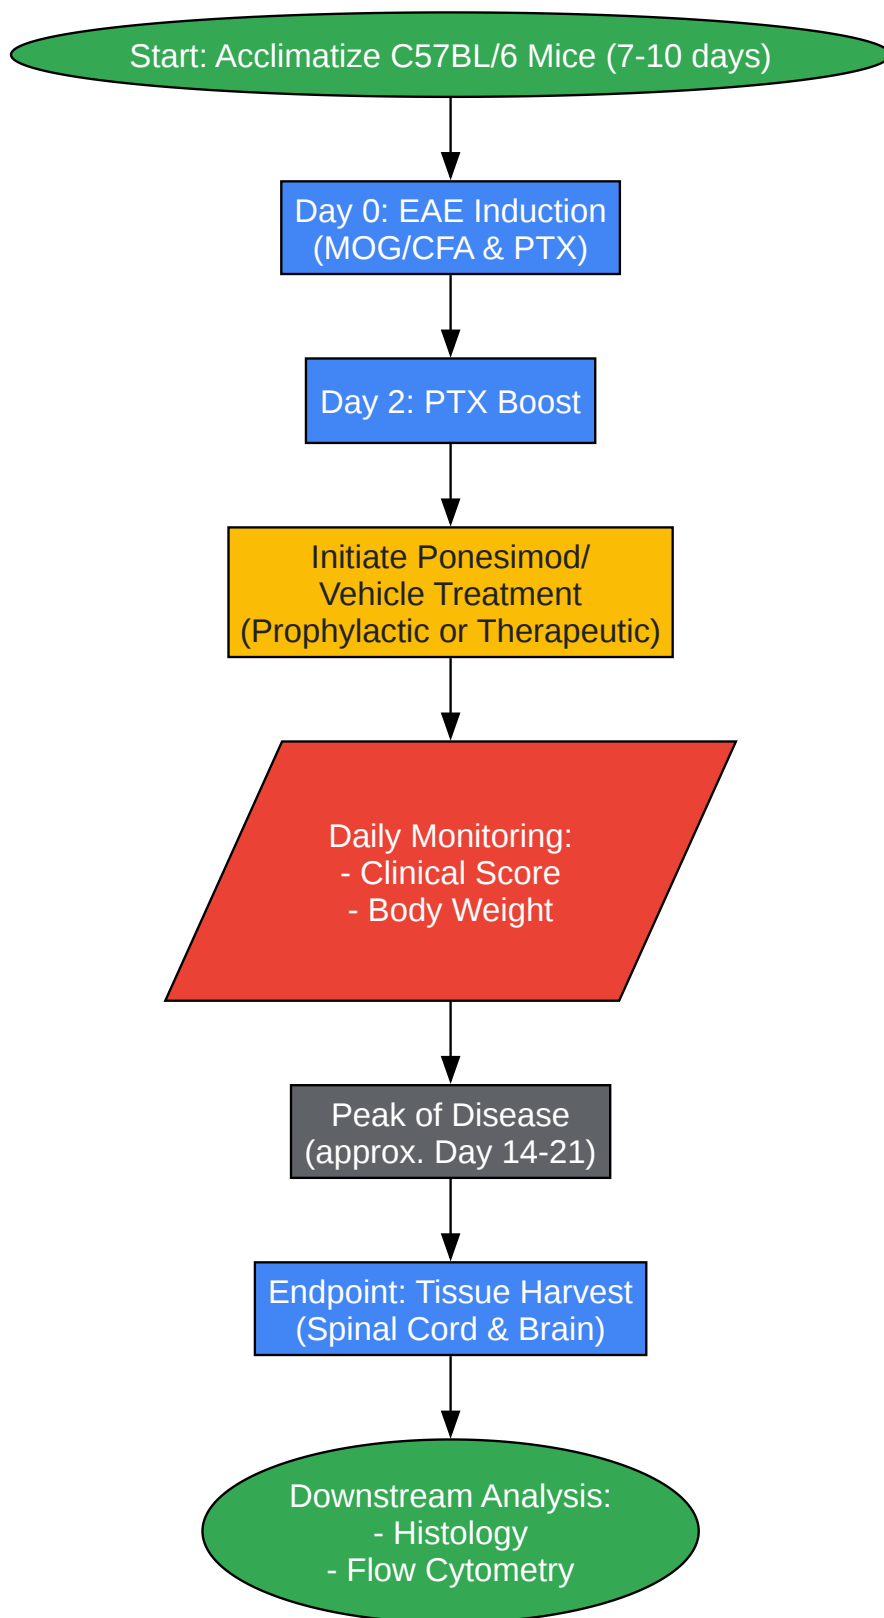 Start: Acclimatize C57BL/6 Mice (7-10 days)
Day 0: EAE Induction
(MOG/CFA & PTX)
Day 2: PTX Boost
Initiate Ponesimod/
Vehicle Treatment
(Prophylactic or Therapeutic)
Daily Monitoring:
- Clinical Score
- Body Weight
Peak of Disease
(approx. Day 14-21)
Endpoint: Tissue Harvest
(Spinal Cord & Brain)
Downstream Analysis:
- Histology
- Flow Cytometry